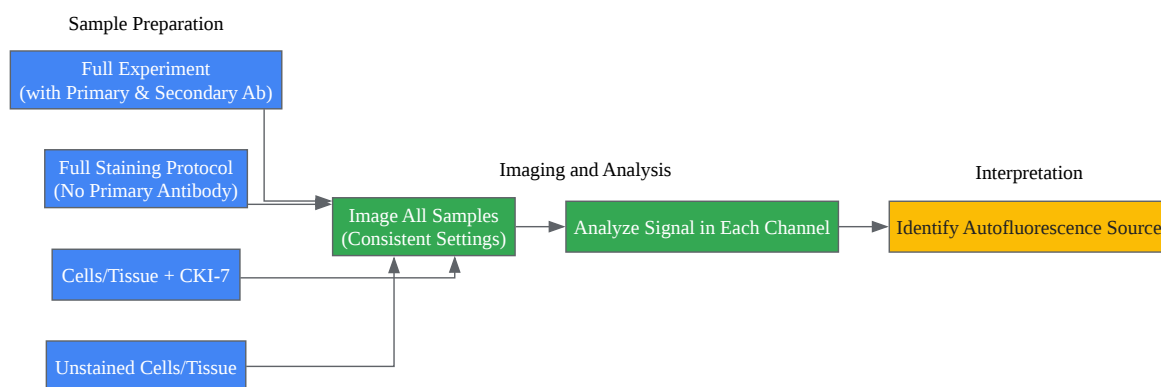 Sample Preparation
Full Experiment
(with Primary & Secondary Ab)
Full Staining Protocol
(No Primary Antibody)
Cells/Tissue + CKI-7
Unstained Cells/Tissue
Imaging and Analysis
Image All Samples
(Consistent Settings)
Analyze Signal in Each Channel
Interpretation
Identify Autofluorescence Source